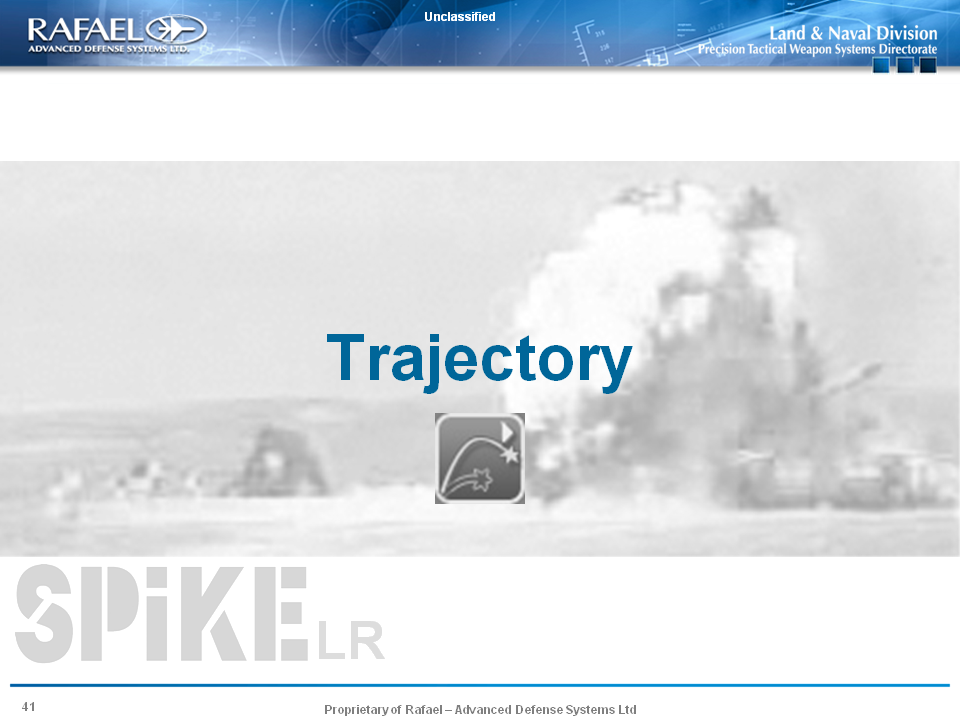 Unclassified
RAFAEL
ADVANCED DEFENSE SYSTEMS LTD.
Land & Naval Division
Precision Tactical Weapon Systems Directorate
Trajectory
SPiKE LR
41
Proprietary of Rafael – Advanced Defense Systems Ltd